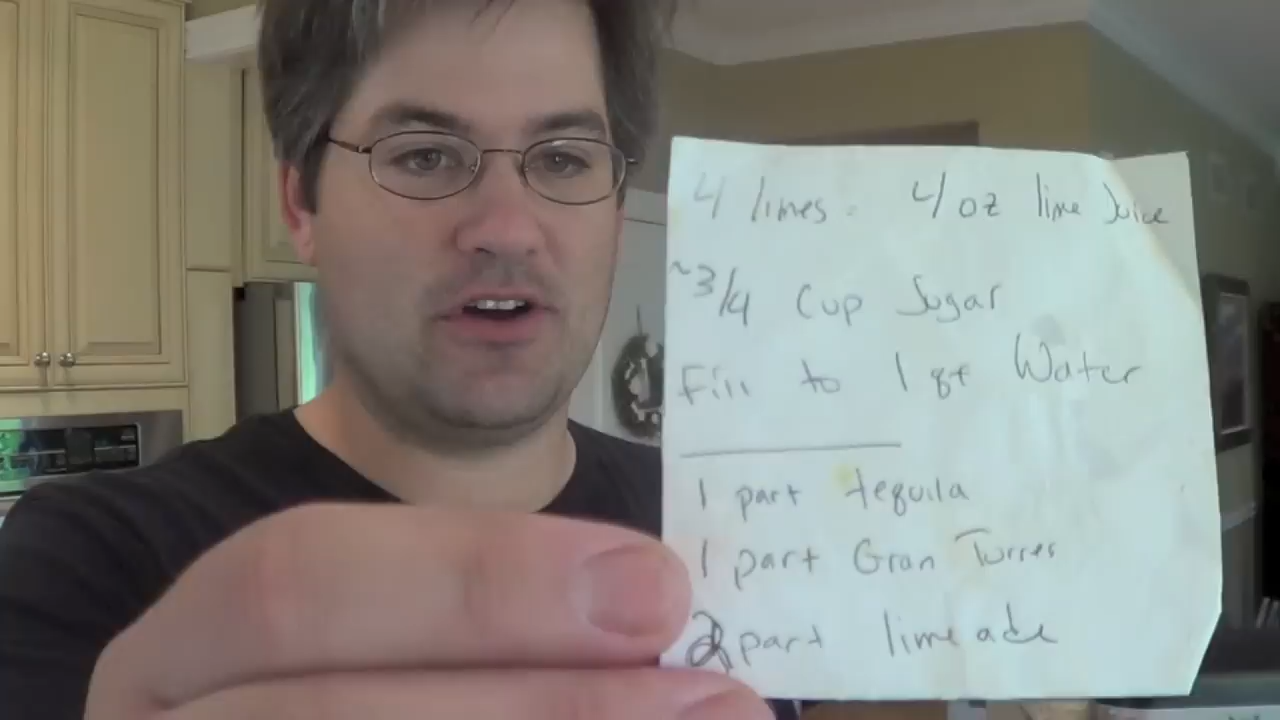 4 limes = 4 oz lime Juice
~3/4 Cup Sugar
Fill to 1 qt Water
1 part tequila
1 part Gran Torres
2 part limeade